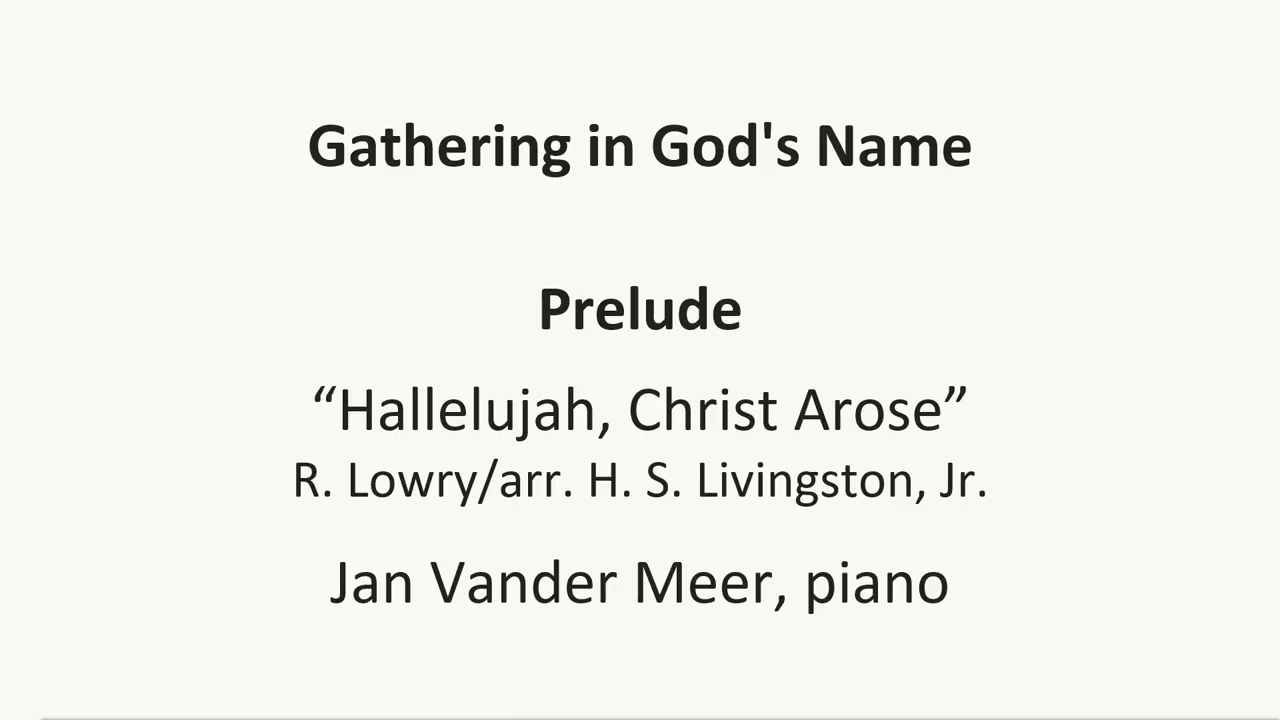 Gathering in God's Name
Prelude
“Hallelujah, Christ Arose”
R. Lowry/arr. H. S. Livingston, Jr.
Jan Vander Meer, piano